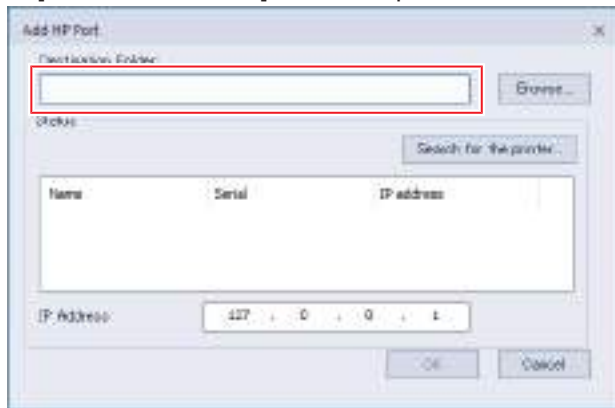 Add HP Port
Destination Folder
Browse...
Status
Search for the printer...
Name Serial IP address
IP Address 127 . 0 . 0 . 1
OK Cancel